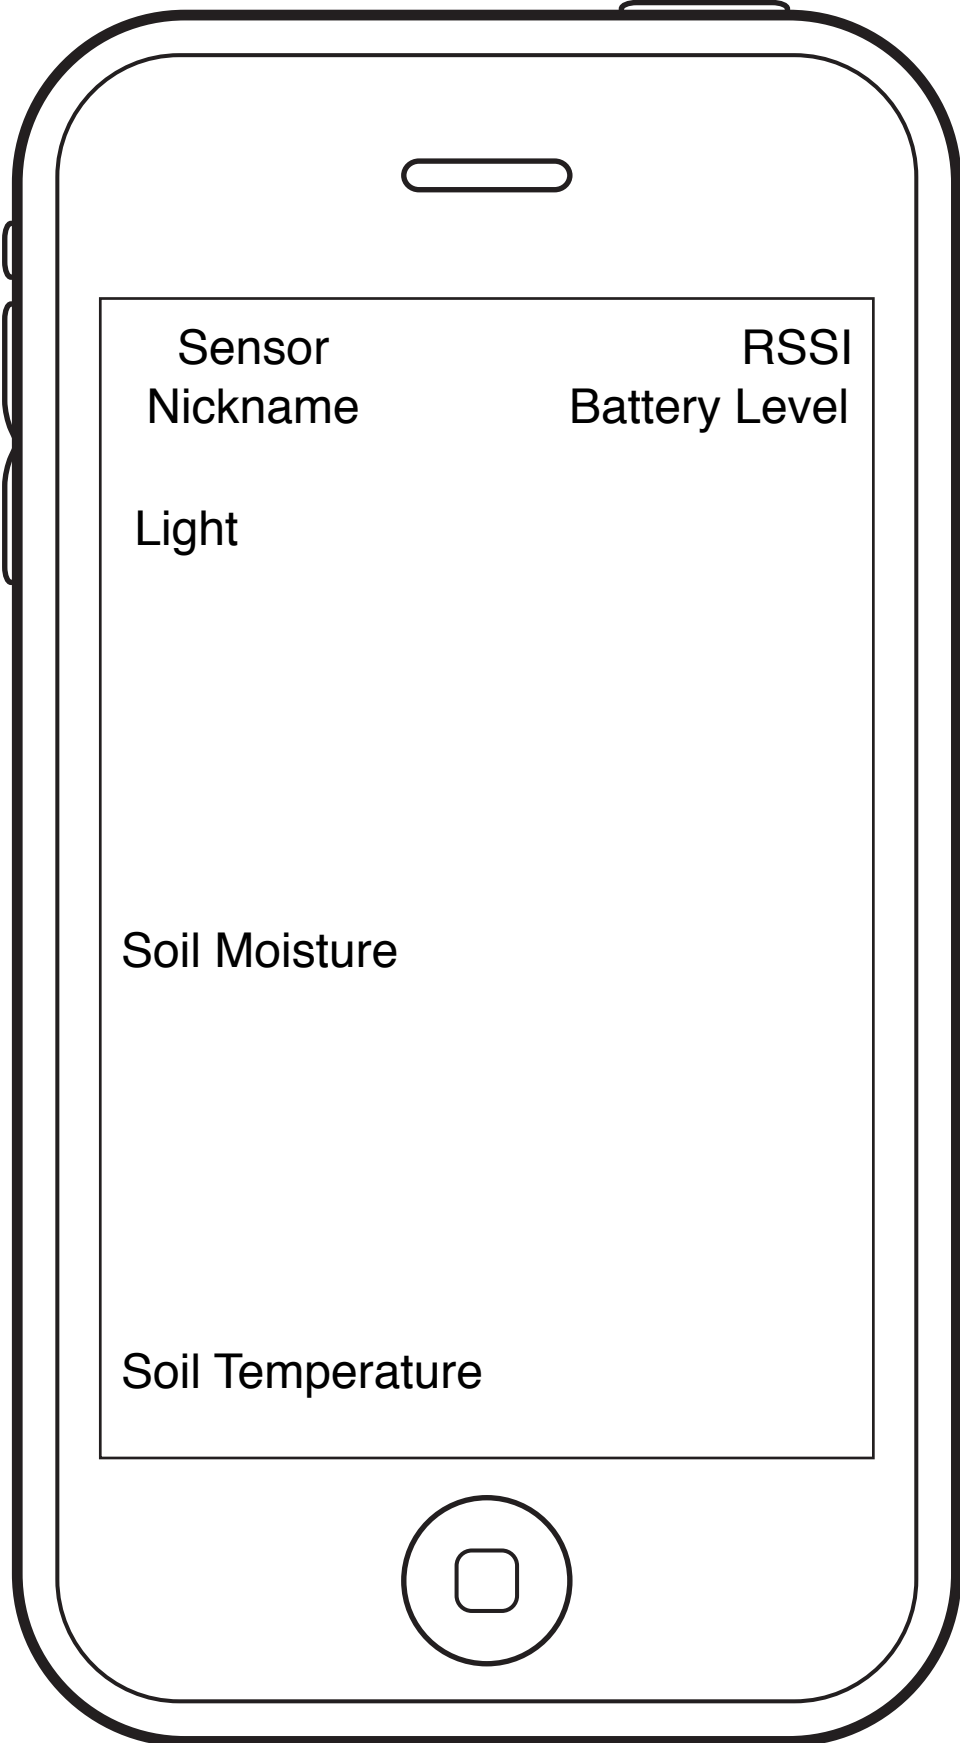 Sensor RSSI
Nickname Battery Level
Light
Soil Moisture
Soil Temperature